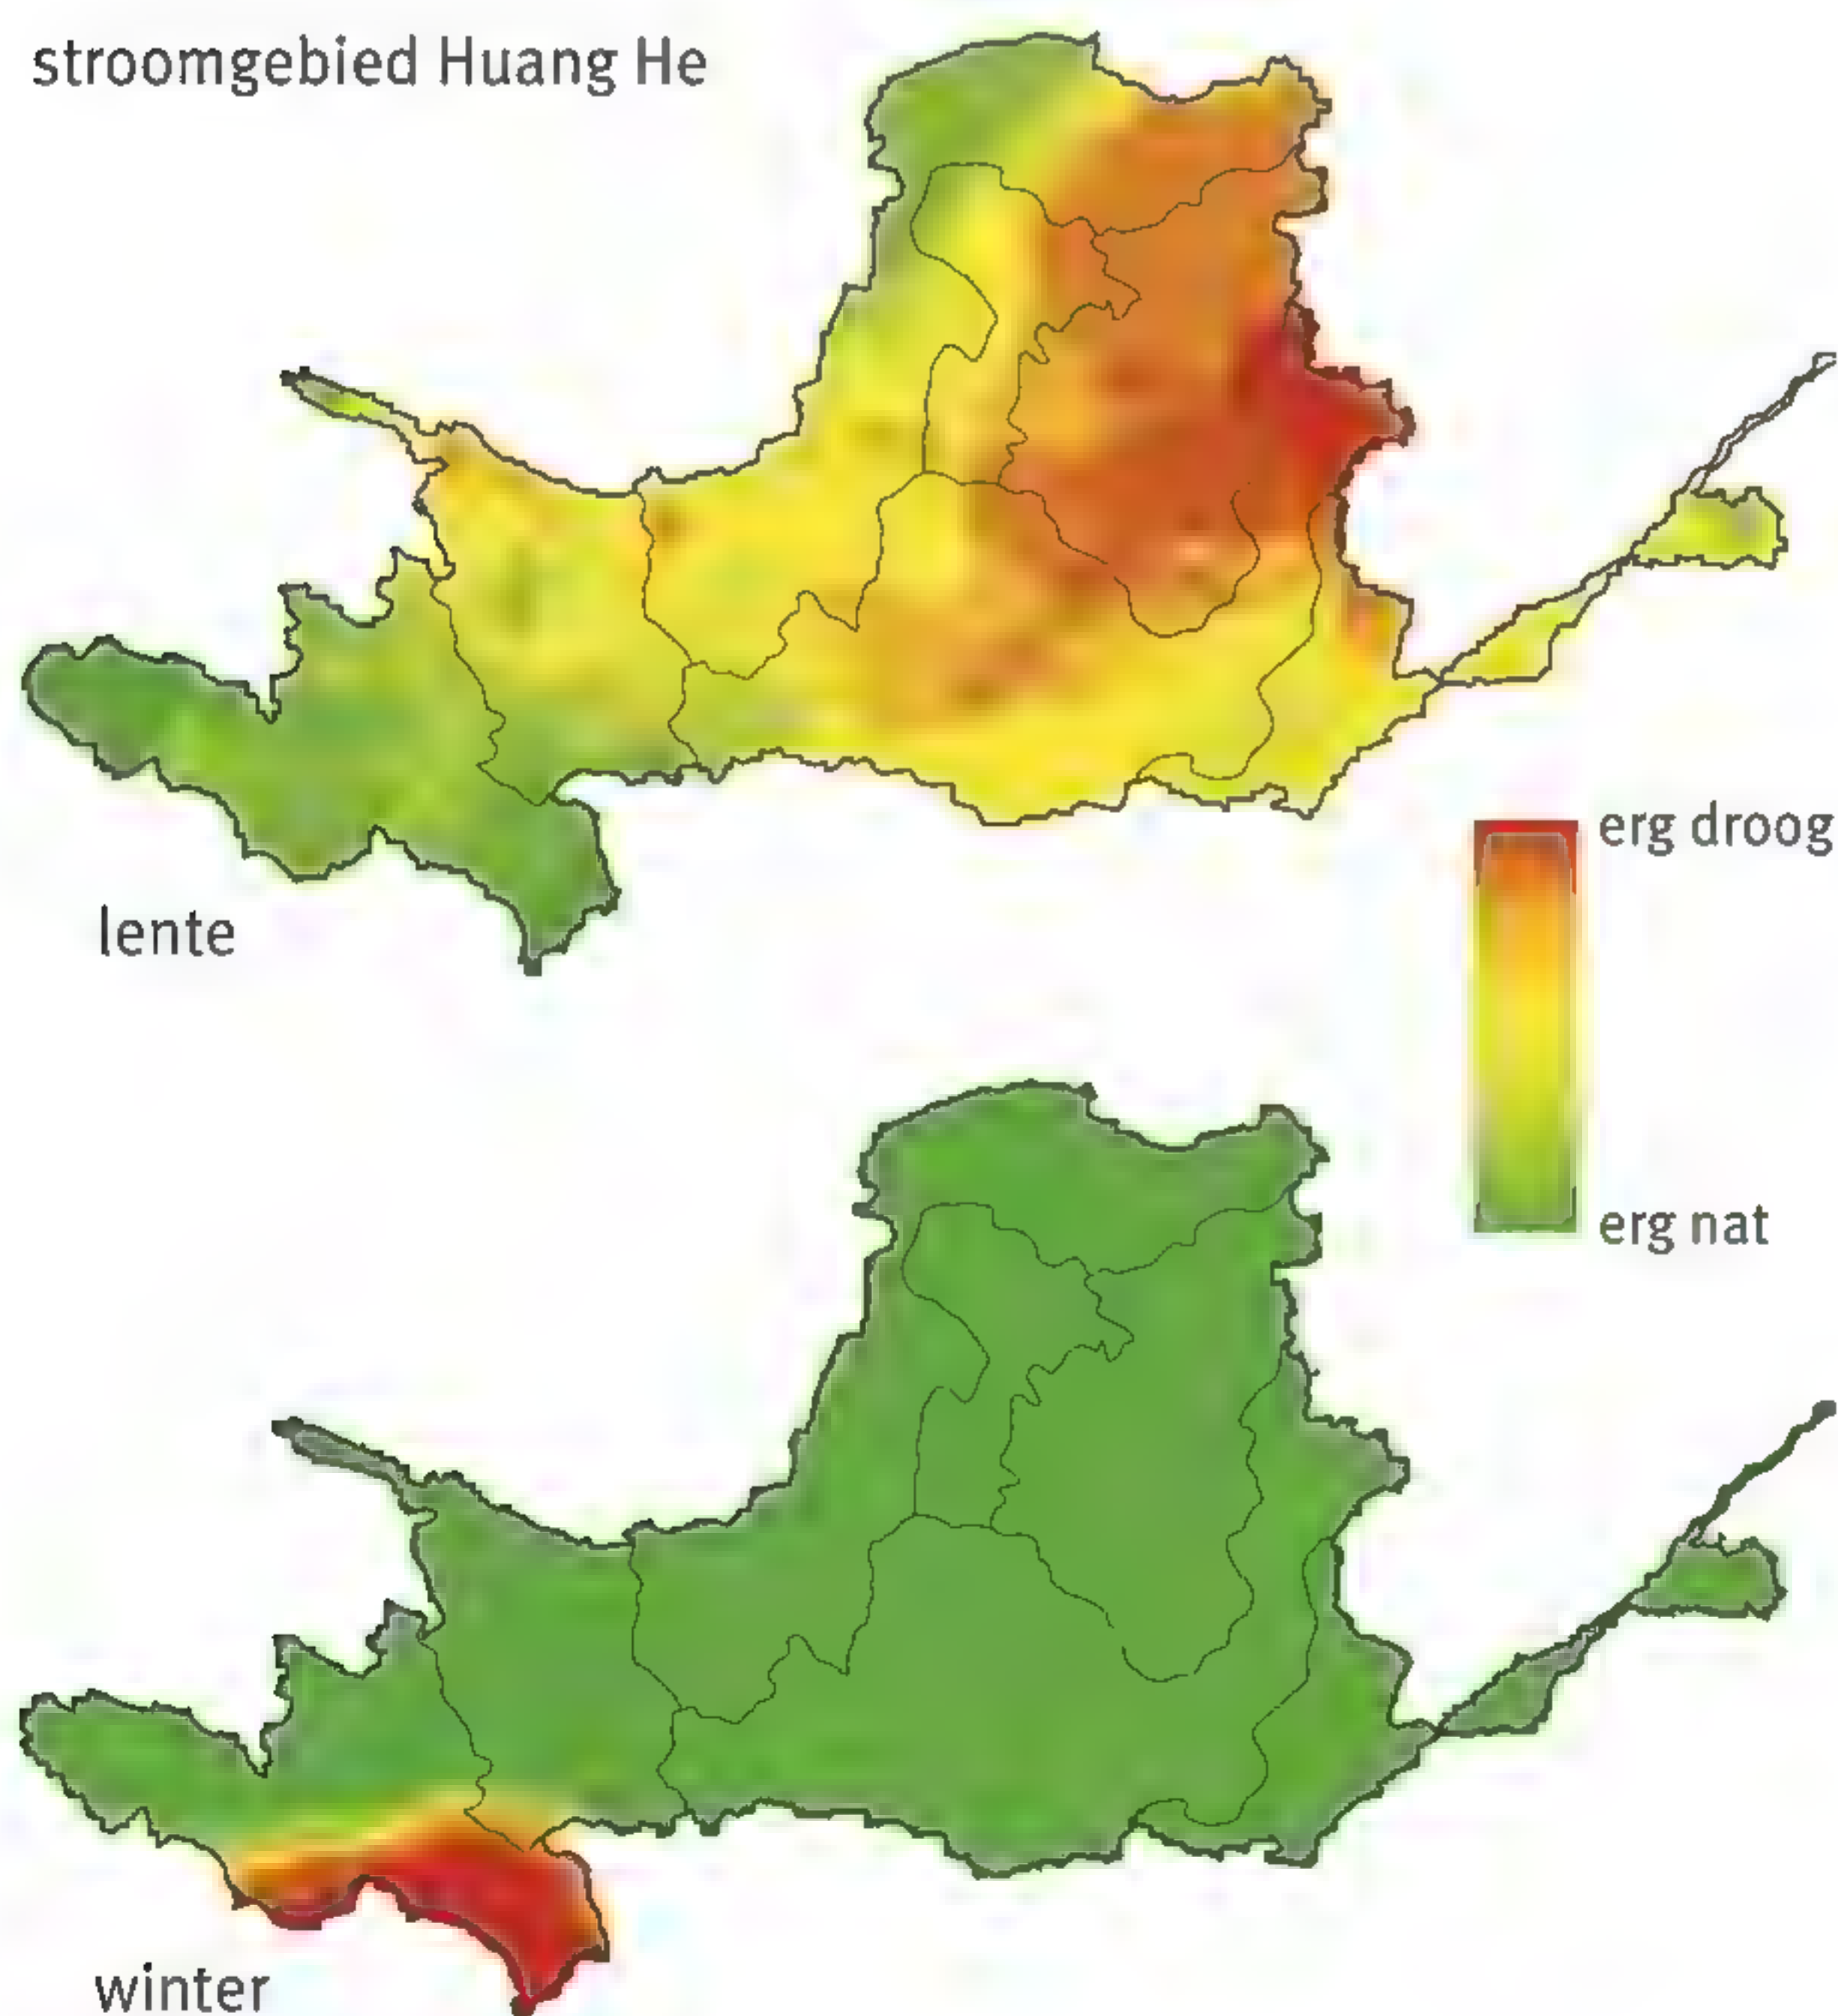 stroomgebied Huang He
lente
erg droog
erg nat
winter